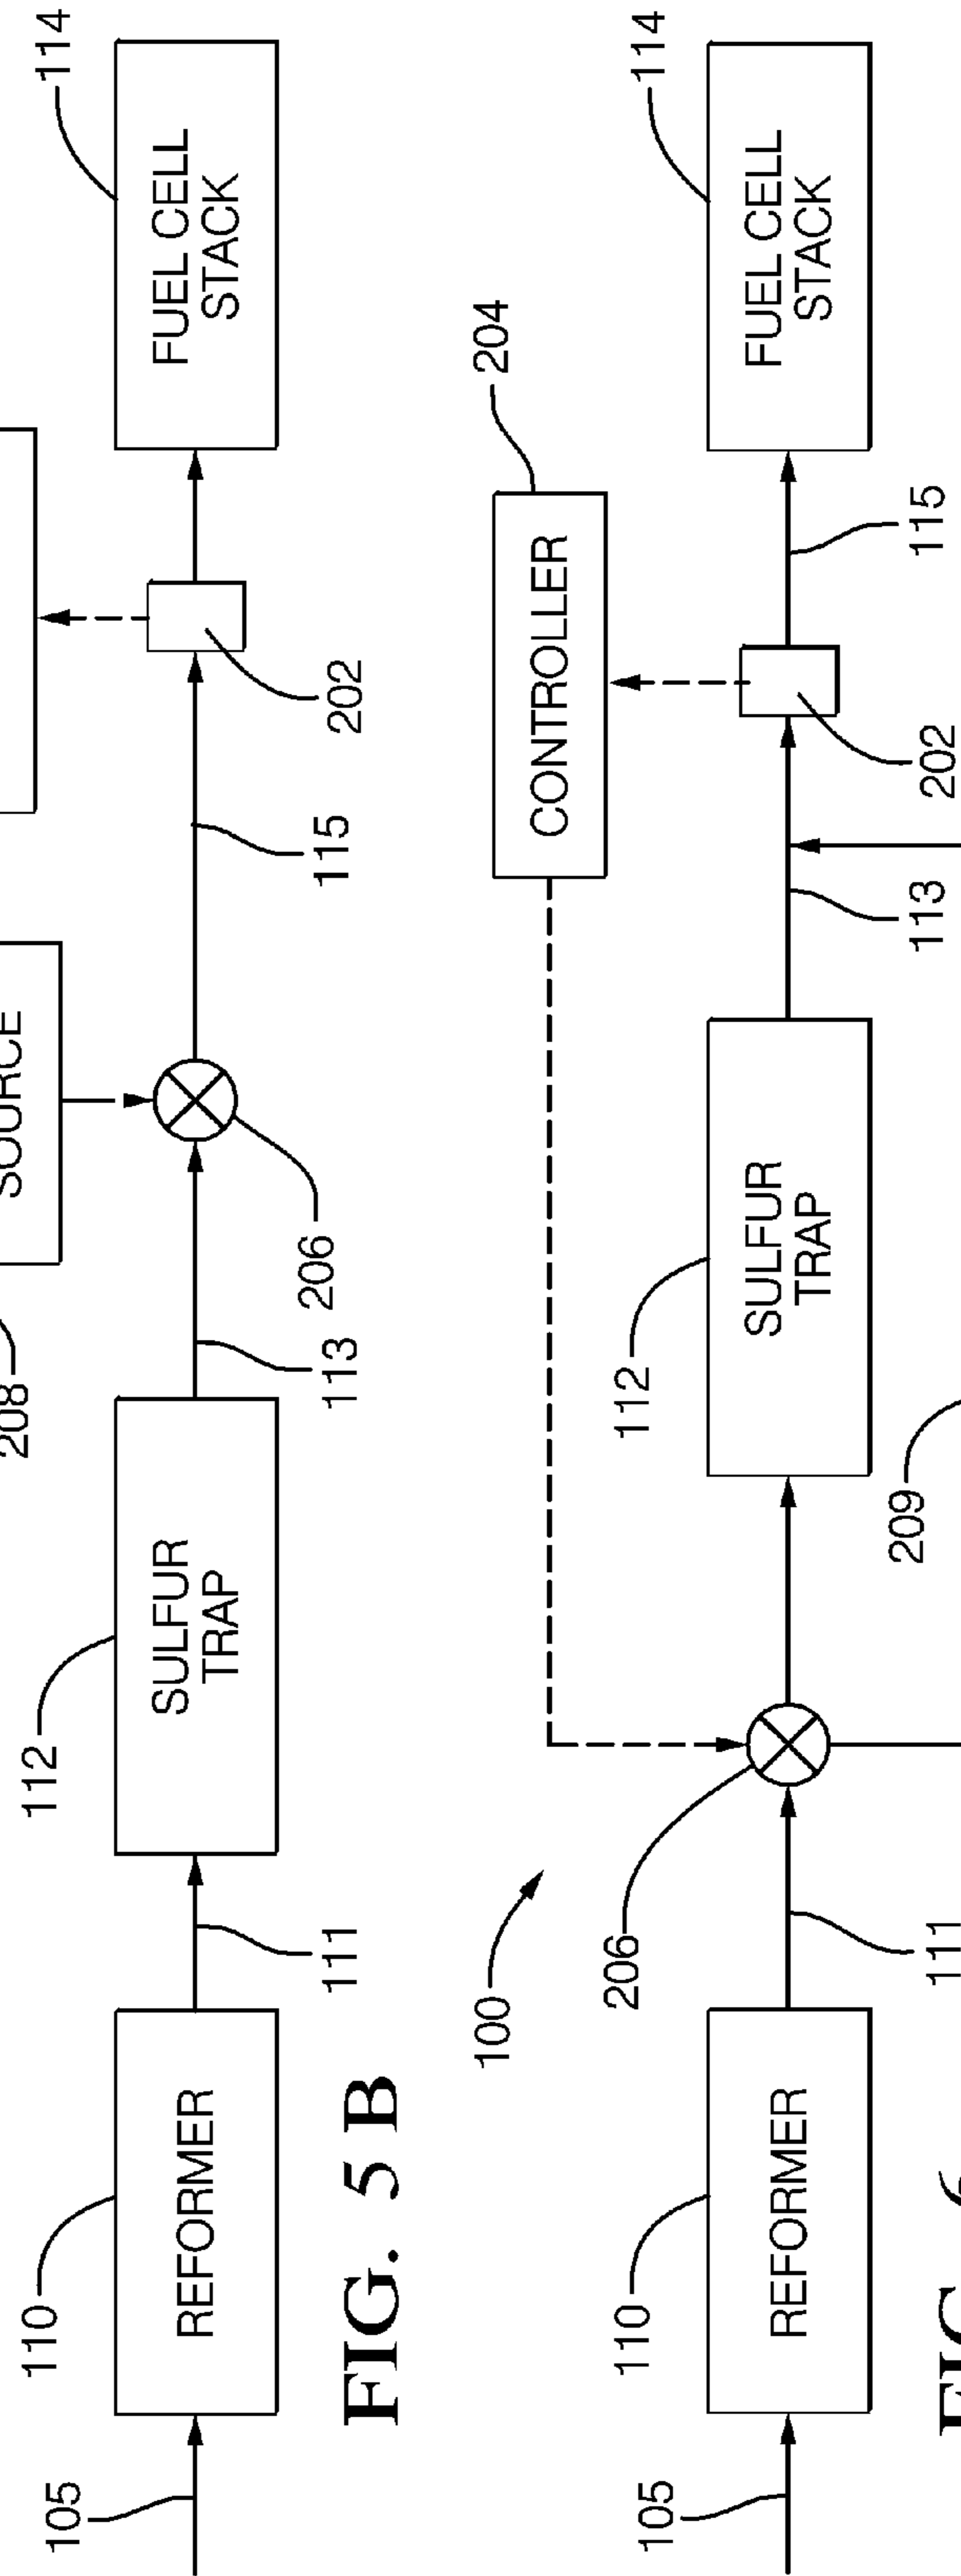 SOURCE
208
105
110
REFORMER
111
112
SULFUR
TRAP
113
206
115
202
FUEL CELL
STACK
114
FIG. 5 B
100
CONTROLLER
204
105
110
REFORMER
111
206
112
SULFUR
TRAP
209
113
202
115
FUEL CELL
STACK
114
FIG. 6